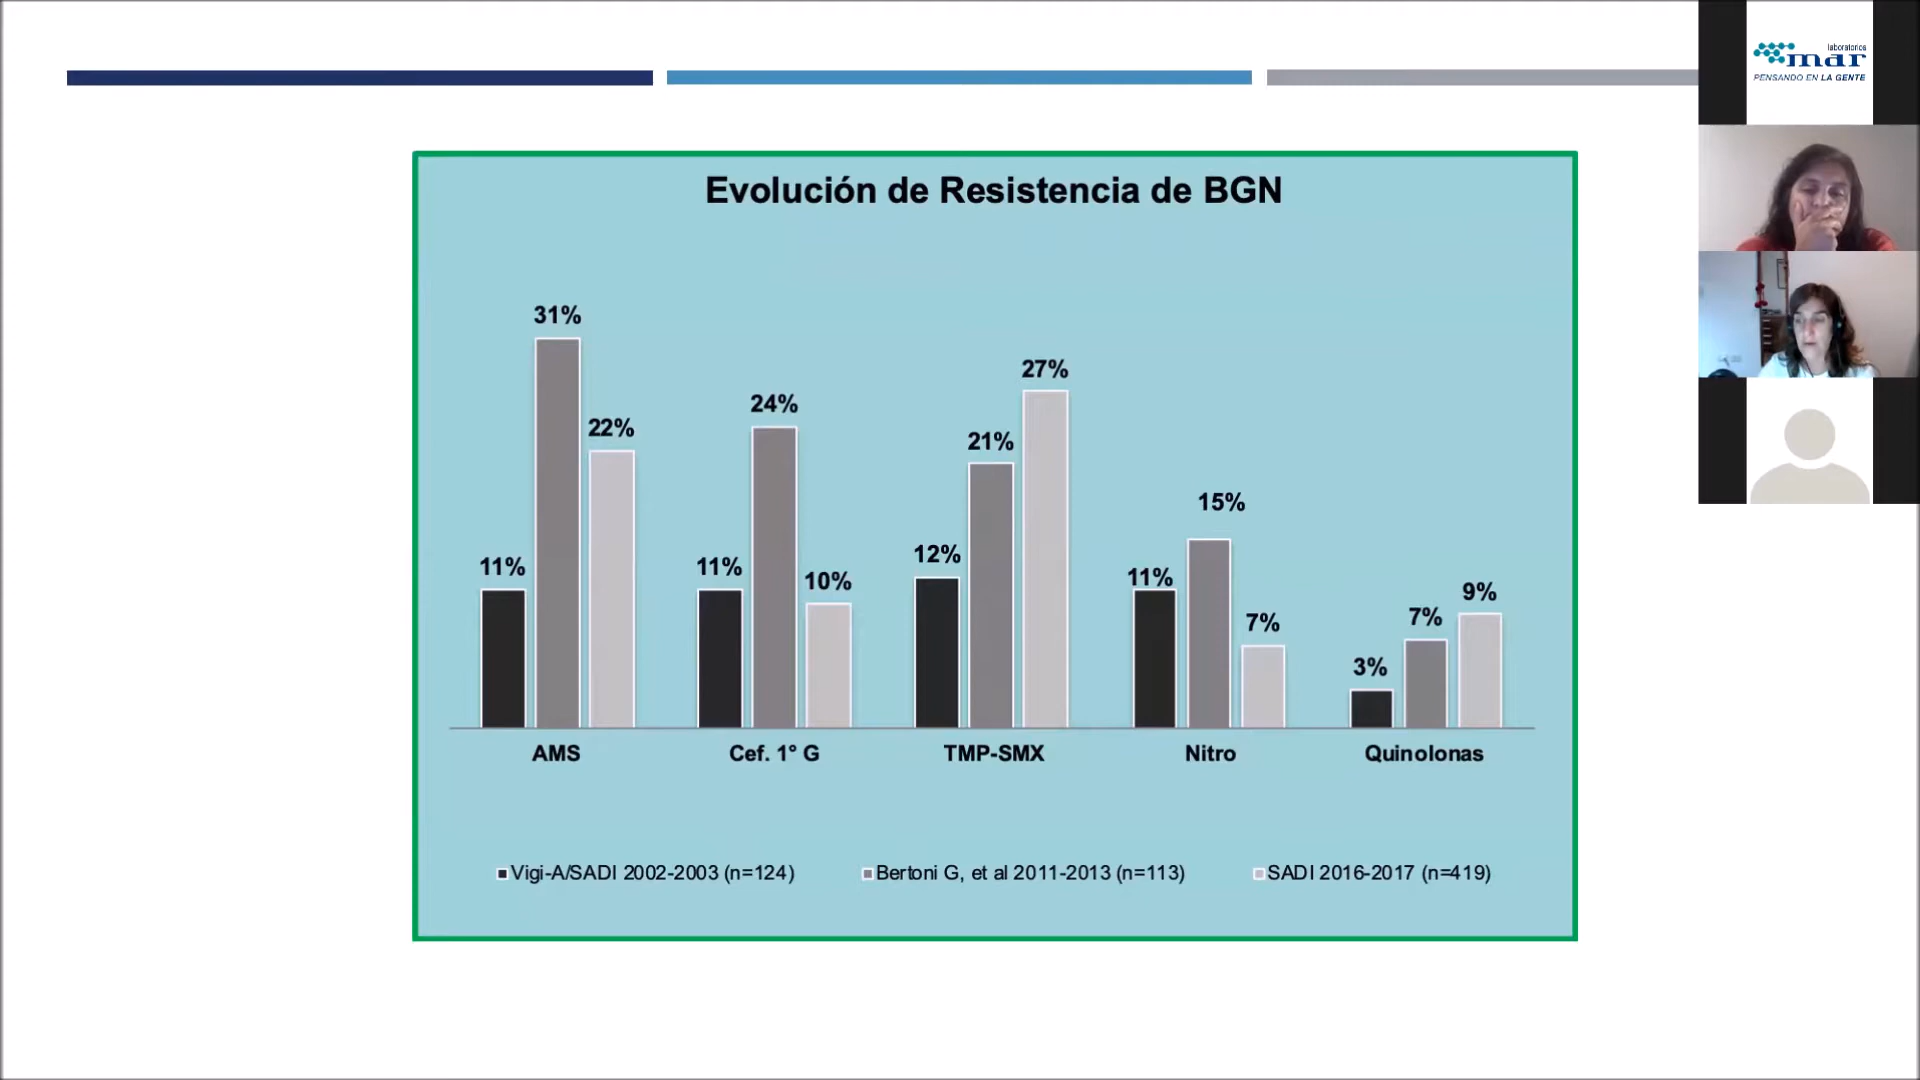 laboratorios
mar
PENSANDO EN LA GENTE
Evolución de Resistencia de BGN
31%
22%
11%
24%
11%
10%
27%
21%
12%
15%
11%
7%
9%
7%
3%
AMS
Cef. 1° G
TMP-SMX
Nitro
Quinolonas
Vigi-A/SADI 2002-2003 (n=124)
Bertoni G, et al 2011-2013 (n=113)
SADI 2016-2017 (n=419)